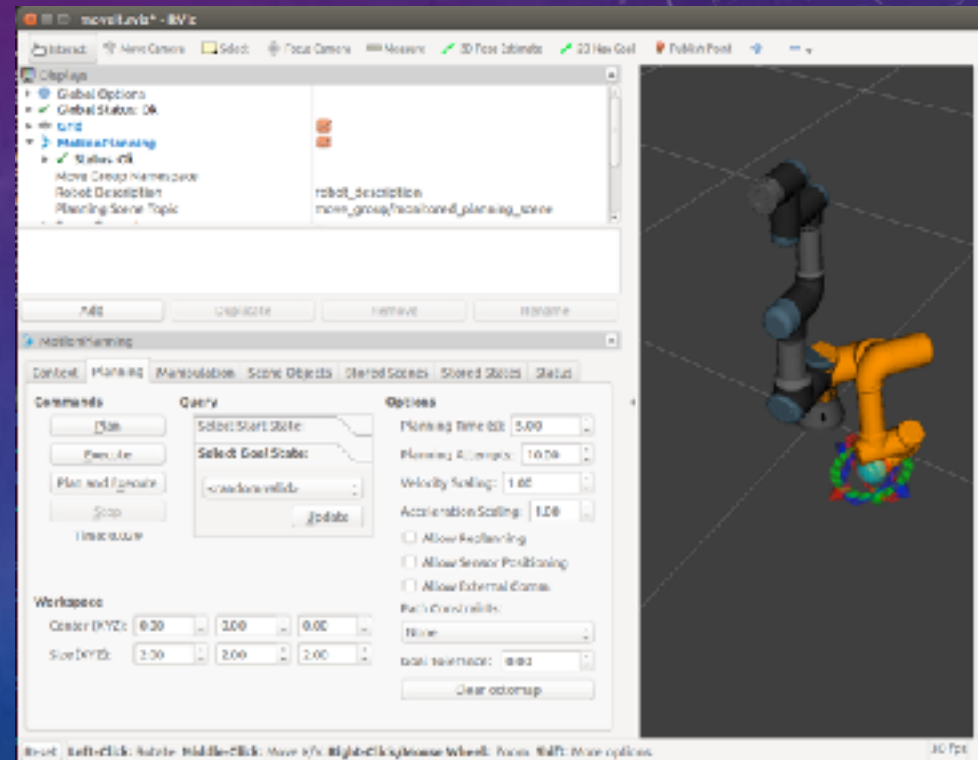 moveit.rviz* - RViz
Interact Move Camera Select Focus Camera Measure 2D Pose Estimate 2D Nav Goal Publish Point
Displays
Global Options
Global Status: Ok
Grid
MotionPlanning
Status: Ok
Move Group Namespace
Robot Description robot_description
Planning Scene Topic move_group/monitored_planning_scene
Add Duplicate Remove Rename
MotionPlanning
Context Planning Manipulation Scene Objects Stored Scenes Stored States Status
Commands Query Options
Plan Select Start State: Planning Time (s): 5.00
Execute Select Goal State: Planning Attempts: 10.00
Plan and Execute <random valid> Velocity Scaling: 1.00
Stop Update Acceleration Scaling: 1.00
Time:
Allow Replanning
Allow Sensor Positioning
Allow External Comm.
Workspace Path Constraints:
Center (XYZ): 0.00 0.00 0.00 None
Size (XYZ): 2.00 2.00 2.00 Goal Tolerance: 0.00
Clear octomap
Reset Left-Click: Rotate. Middle-Click: Move X/Y. Right-Click/Mouse Wheel: Zoom. Shift: More options. 30 fps